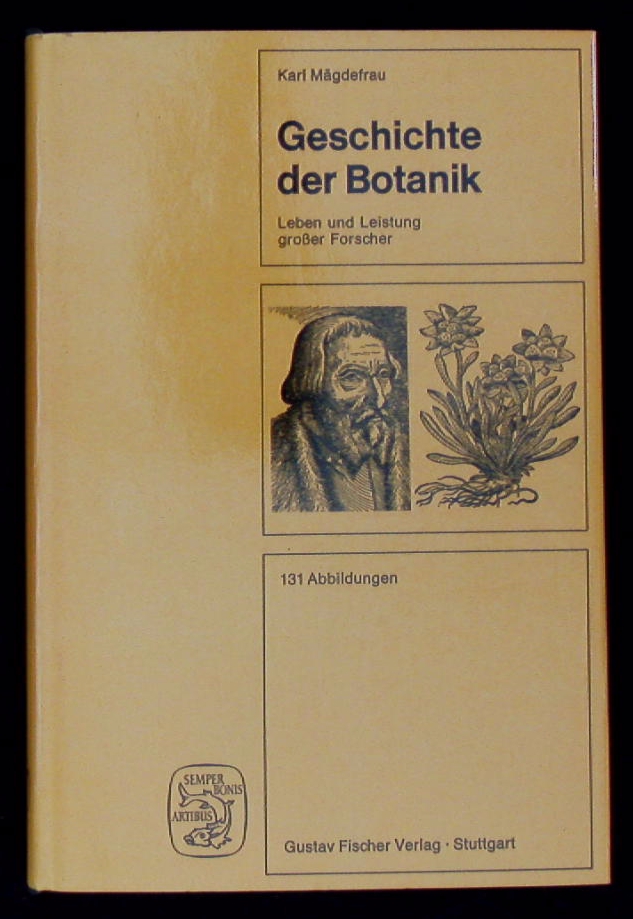 Karl Mägdefrau
Geschichte
der Botanik
Leben und Leistung
großer Forscher
131 Abbildungen
SEMPER
BONIS
ARTIBUS
Gustav Fischer Verlag · Stuttgart